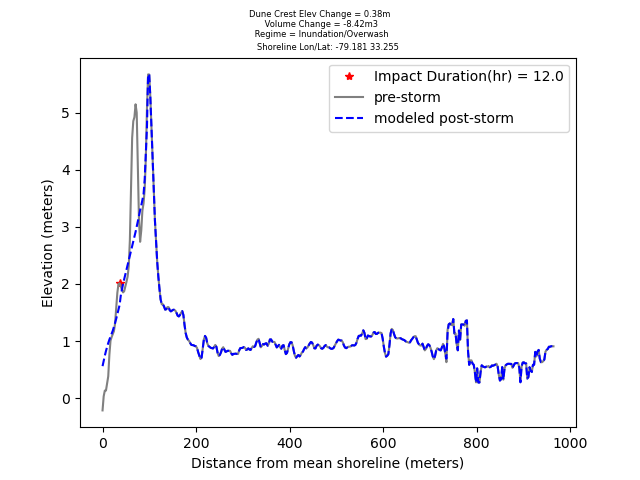 Dune Crest Elev Change = 0.38m
Volume Change = -8.42m3
Regime = Inundation/Overwash
Shoreline Lon/Lat: -79.181 33.255
Impact Duration(hr) = 12.0
pre-storm
modeled post-storm
Elevation (meters)
5
4
3
2
1
0
0 200 400 600 800 1000
Distance from mean shoreline (meters)